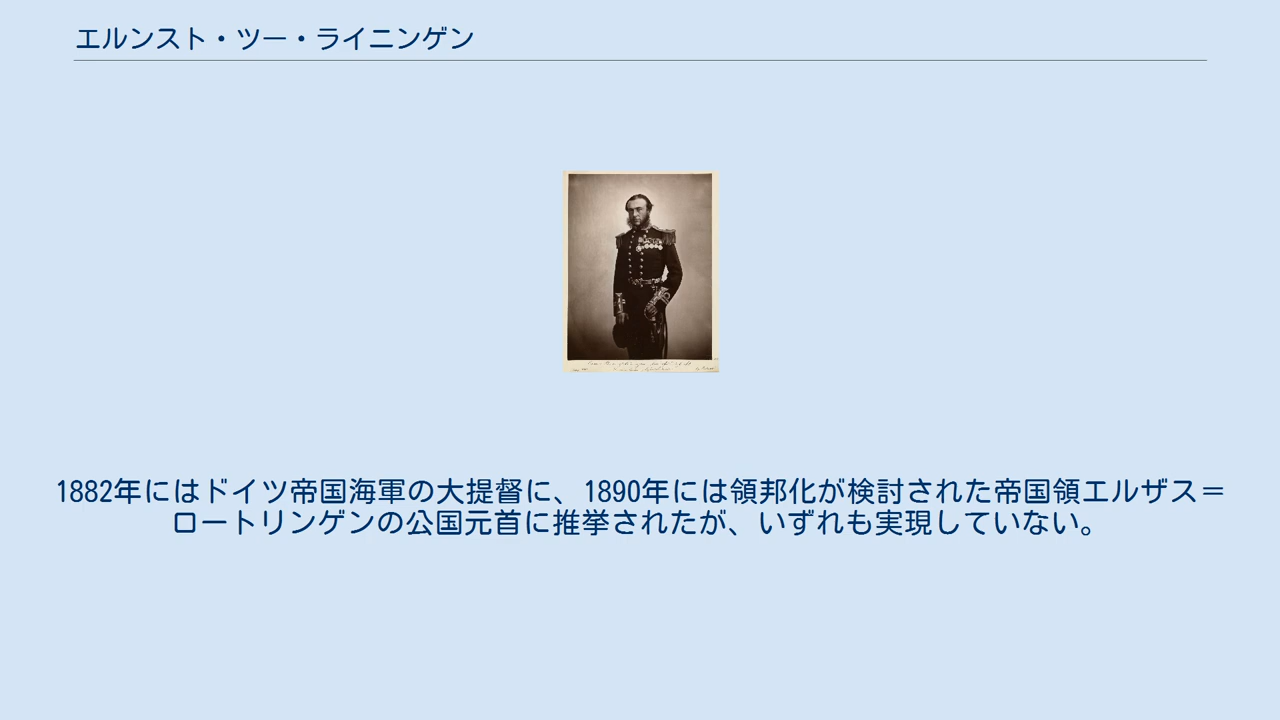 エルンスト・ツー・ライニンゲン
1882年にはドイツ帝国海軍の大提督に、1890年には領邦化が検討された帝国領エルザス＝
ロートリンゲンの公国元首に推挙されたが、いずれも実現していない。